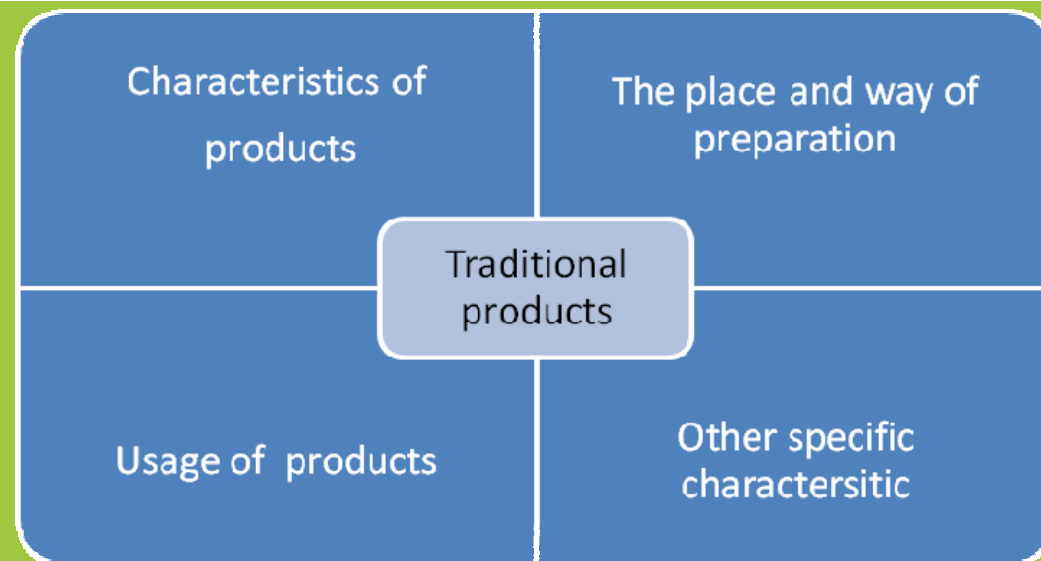 Characteristics of
products
The place and way of
preparation
Traditional
products
Usage of  products
Other specific
charactersitic